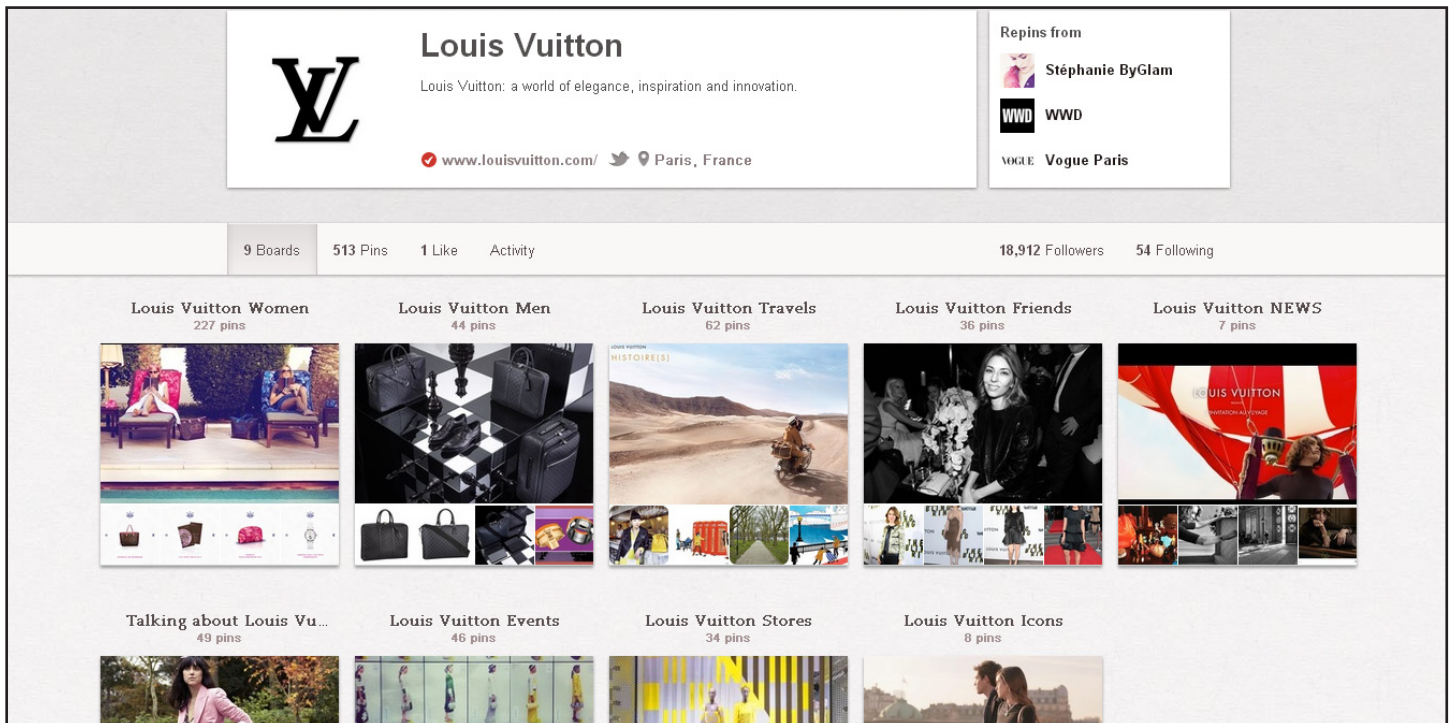 LV
Louis Vuitton
Louis Vuitton: a world of elegance, inspiration and innovation.
www.louisvuitton.com/ Paris, France
Repins from
Stéphanie ByGlam
WWD WWD
VOGUE Vogue Paris
9 Boards 513 Pins 1 Like Activity 18,912 Followers 54 Following
Louis Vuitton Women
227 pins
Louis Vuitton Men
44 pins
Louis Vuitton Travels
62 pins
LOUIS VUITTON
HISTOIRE(S)
Louis Vuitton Friends
36 pins
Louis Vuitton NEWS
7 pins
LOUIS VUITTON
INVITATION AU VOYAGE
Talking about Louis Vu...
49 pins
Louis Vuitton Events
46 pins
Louis Vuitton Stores
34 pins
Louis Vuitton Icons
8 pins